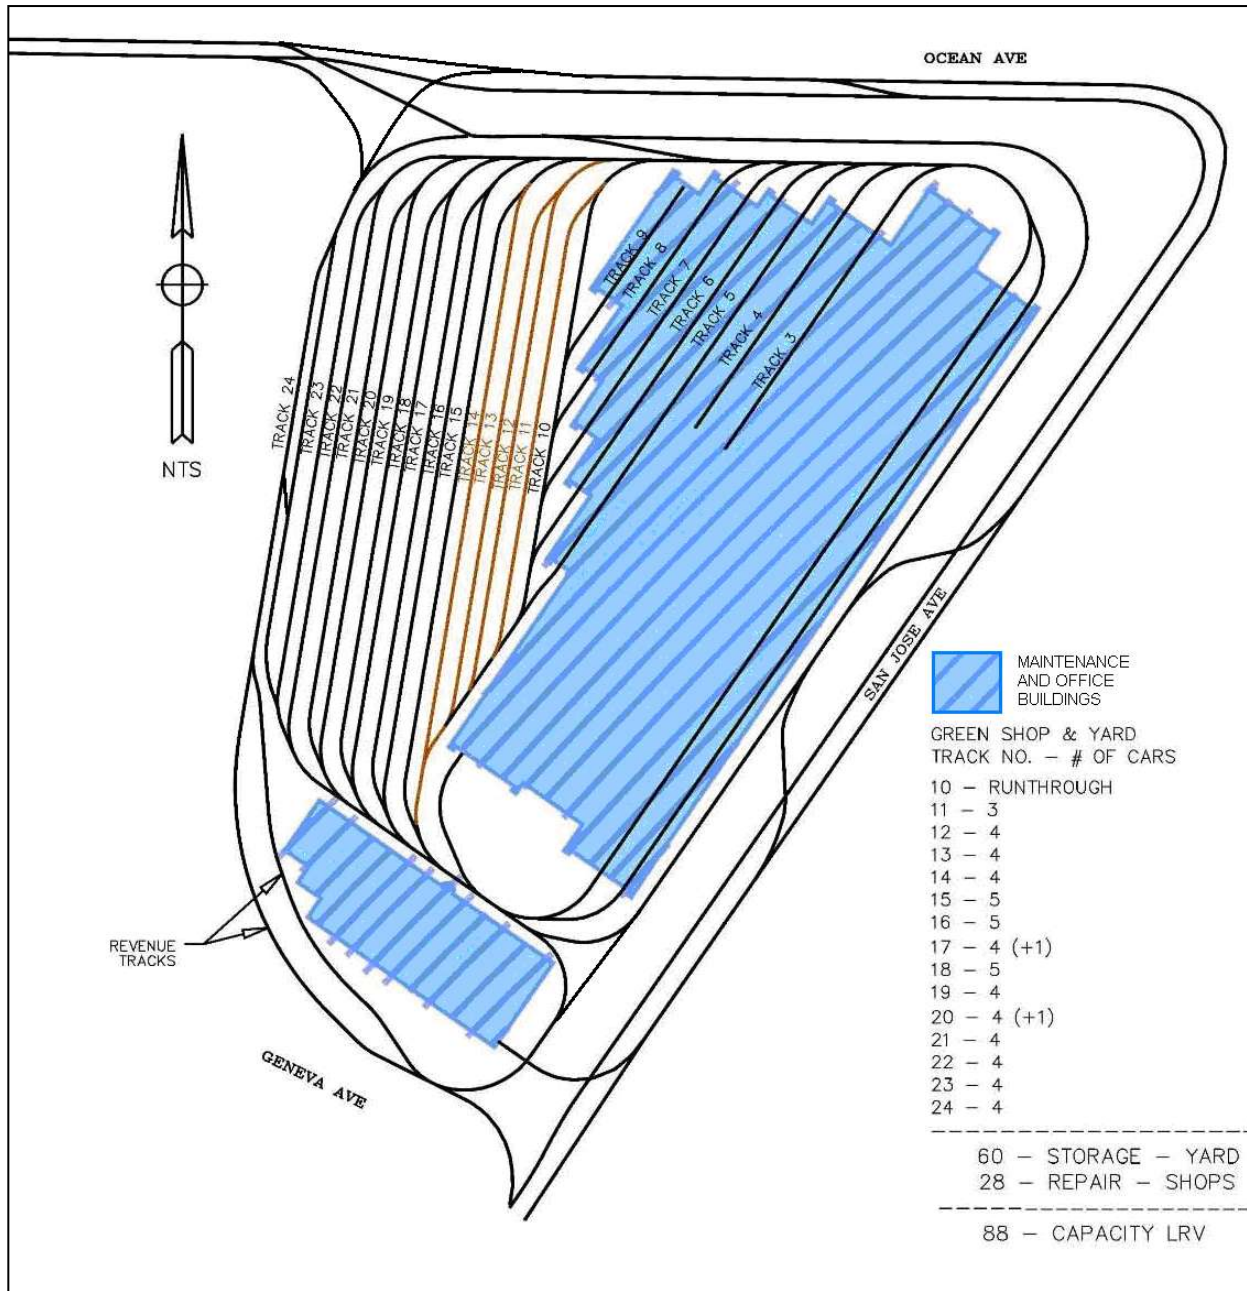 OCEAN AVE
TRACK 9
TRACK 8
TRACK 7
TRACK 6
TRACK 5
TRACK 4
TRACK 3
TRACK 24
TRACK 23
TRACK 22
TRACK 21
TRACK 20
TRACK 19
TRACK 18
TRACK 17
TRACK 16
TRACK 15
TRACK 14
TRACK 13
TRACK 12
TRACK 11
TRACK 10
NTS
SAN JOSE AVE
MAINTENANCE
AND OFFICE
BUILDINGS
GREEN SHOP & YARD
TRACK NO. - # OF CARS
10 - RUNTHROUGH
11 - 3
12 - 4
13 - 4
14 - 4
15 - 5
16 - 5
17 - 4 (+1)
18 - 5
19 - 4
20 - 4 (+1)
21 - 4
22 - 4
23 - 4
24 - 4
60 - STORAGE - YARD
28 - REPAIR - SHOPS
88 - CAPACITY LRV
REVENUE
TRACKS
GENEVA AVE